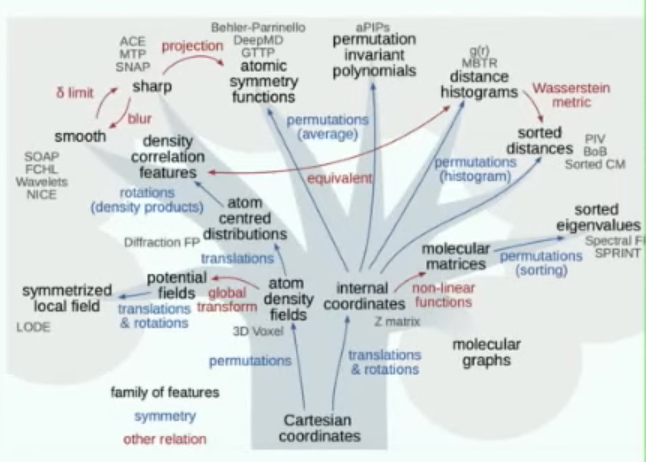 Behler-Parrinello
DeepMD
GTTP
atomic
symmetry
functions
aPIPs
permutation
invariant
polynomials
g(r)
MBTR
distance
histograms
ACE
MTP
SNAP
projection
sharp
δ limit
blur
smooth
Wasserstein
metric
density
correlation
features
permutations
(average)
sorted
distances
PIV
BoB
Sorted CM
SOAP
FCHL
Wavelets
NICE
equivalent
permutations
(histogram)
rotations
(density products)
atom
centred
distributions
sorted
eigenvalues
Spectral
SPRINT
Diffraction FP
translations
molecular
matrices
permutations
(sorting)
symmetrized
local field
potential
fields
global
transform
atom
density
fields
internal
coordinates
non-linear
functions
translations
& rotations
LODE
3D Voxel
Z matrix
molecular
graphs
permutations
translations
& rotations
family of features
symmetry
other relation
Cartesian
coordinates